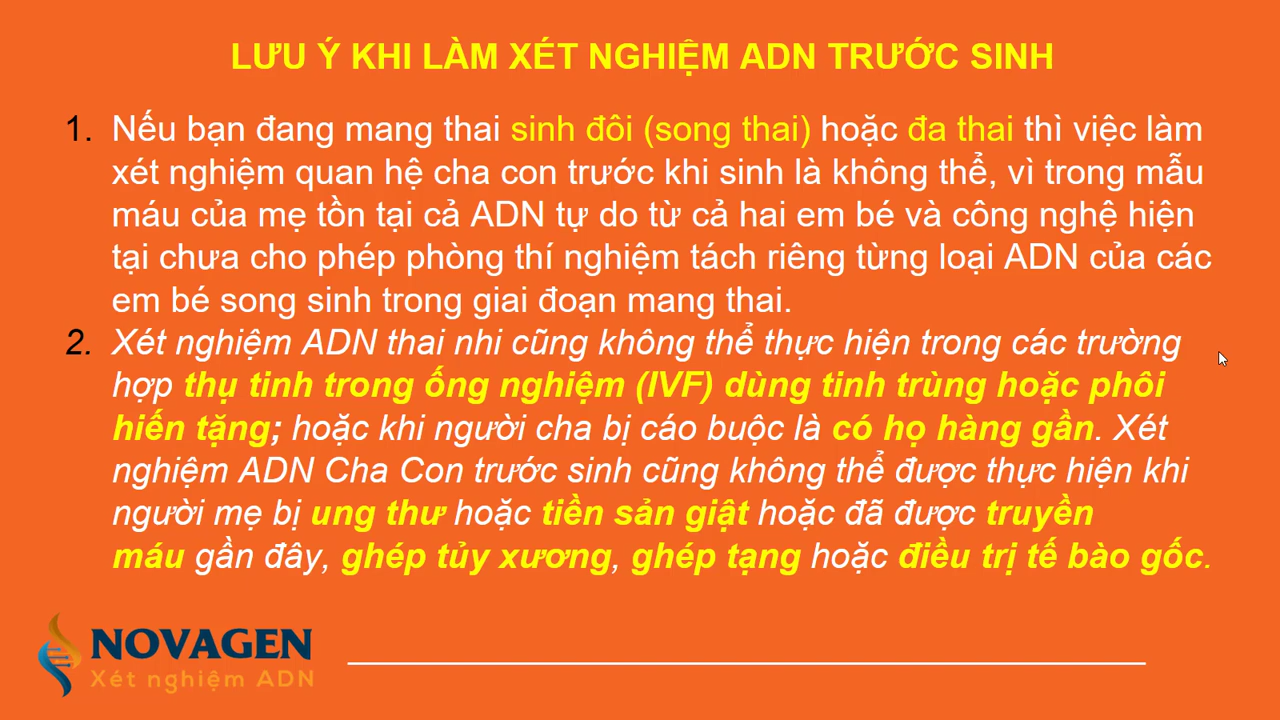 LƯU Ý KHI LÀM XÉT NGHIỆM ADN TRƯỚC SINH
1. Nếu bạn đang mang thai sinh đôi (song thai) hoặc đa thai thì việc làm
xét nghiệm quan hệ cha con trước khi sinh là không thể, vì trong mẫu
máu của mẹ tồn tại cả ADN tự do từ cả hai em bé và công nghệ hiện
tại chưa cho phép phòng thí nghiệm tách riêng từng loại ADN của các
em bé song sinh trong giai đoạn mang thai.
2. Xét nghiệm ADN thai nhi cũng không thể thực hiện trong các trường
hợp thụ tinh trong ống nghiệm (IVF) dùng tinh trùng hoặc phôi
hiến tặng; hoặc khi người cha bị cáo buộc là có họ hàng gần. Xét
nghiệm ADN Cha Con trước sinh cũng không thể được thực hiện khi
người mẹ bị ung thư hoặc tiền sản giật hoặc đã được truyền
máu gần đây, ghép tủy xương, ghép tạng hoặc điều trị tế bào gốc.
NOVAGEN
Xét nghiệm ADN